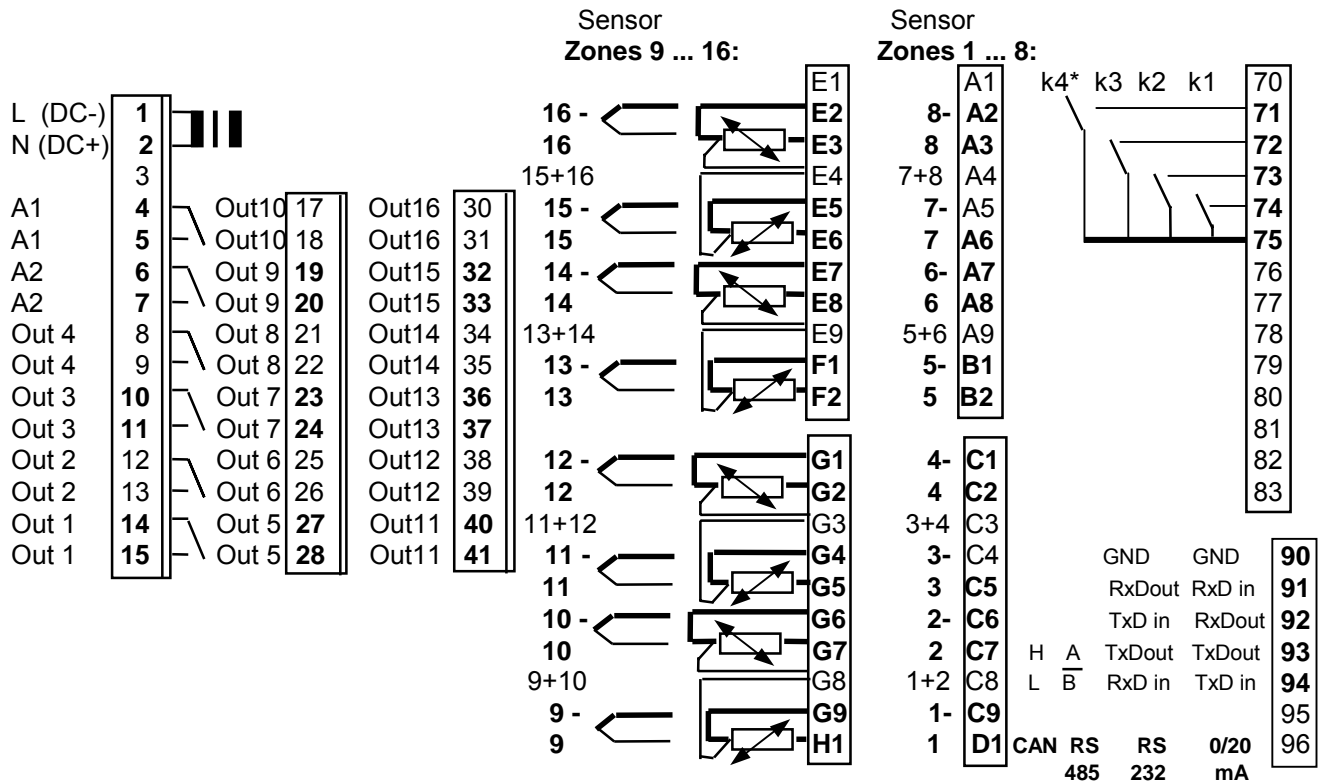 Sensor Sensor
Zones 9 ... 16: Zones 1 ... 8:
E1 A1 k4* k3 k2 k1 70
L (DC-) 1 16 - E2 8- A2 71
N (DC+) 2 16 E3 8 A3 72
3 15+16 E4 7+8 A4 73
A1 4 Out10 17 Out16 30 15 - E5 7- A5 74
A1 5 Out10 18 Out16 31 15 E6 7 A6 75
A2 6 Out 9 19 Out15 32 14 - E7 6- A7 76
A2 7 Out 9 20 Out15 33 14 E8 6 A8 77
Out 4 8 Out 8 21 Out14 34 13+14 E9 5+6 A9 78
Out 4 9 Out 8 22 Out14 35 13 - F1 5- B1 79
Out 3 10 Out 7 23 Out13 36 13 F2 5 B2 80
Out 3 11 Out 7 24 Out13 37 81
Out 2 12 Out 6 25 Out12 38 12 - G1 4- C1 82
Out 2 13 Out 6 26 Out12 39 12 G2 4 C2 83
Out 1 14 Out 5 27 Out11 40 11+12 G3 3+4 C3
Out 1 15 Out 5 28 Out11 41 11 - G4 3- C4 GND GND 90
11 G5 3 C5 RxDout RxD in 91
10 - G6 2- C6 TxD in RxDout 92
10 G7 2 C7 H A TxDout TxDout 93
9+10 G8 1+2 C8 L B RxD in TxD in 94
9 - G9 1- C9 95
9 H1 1 D1 CAN RS RS 0/20 96
485 232 mA